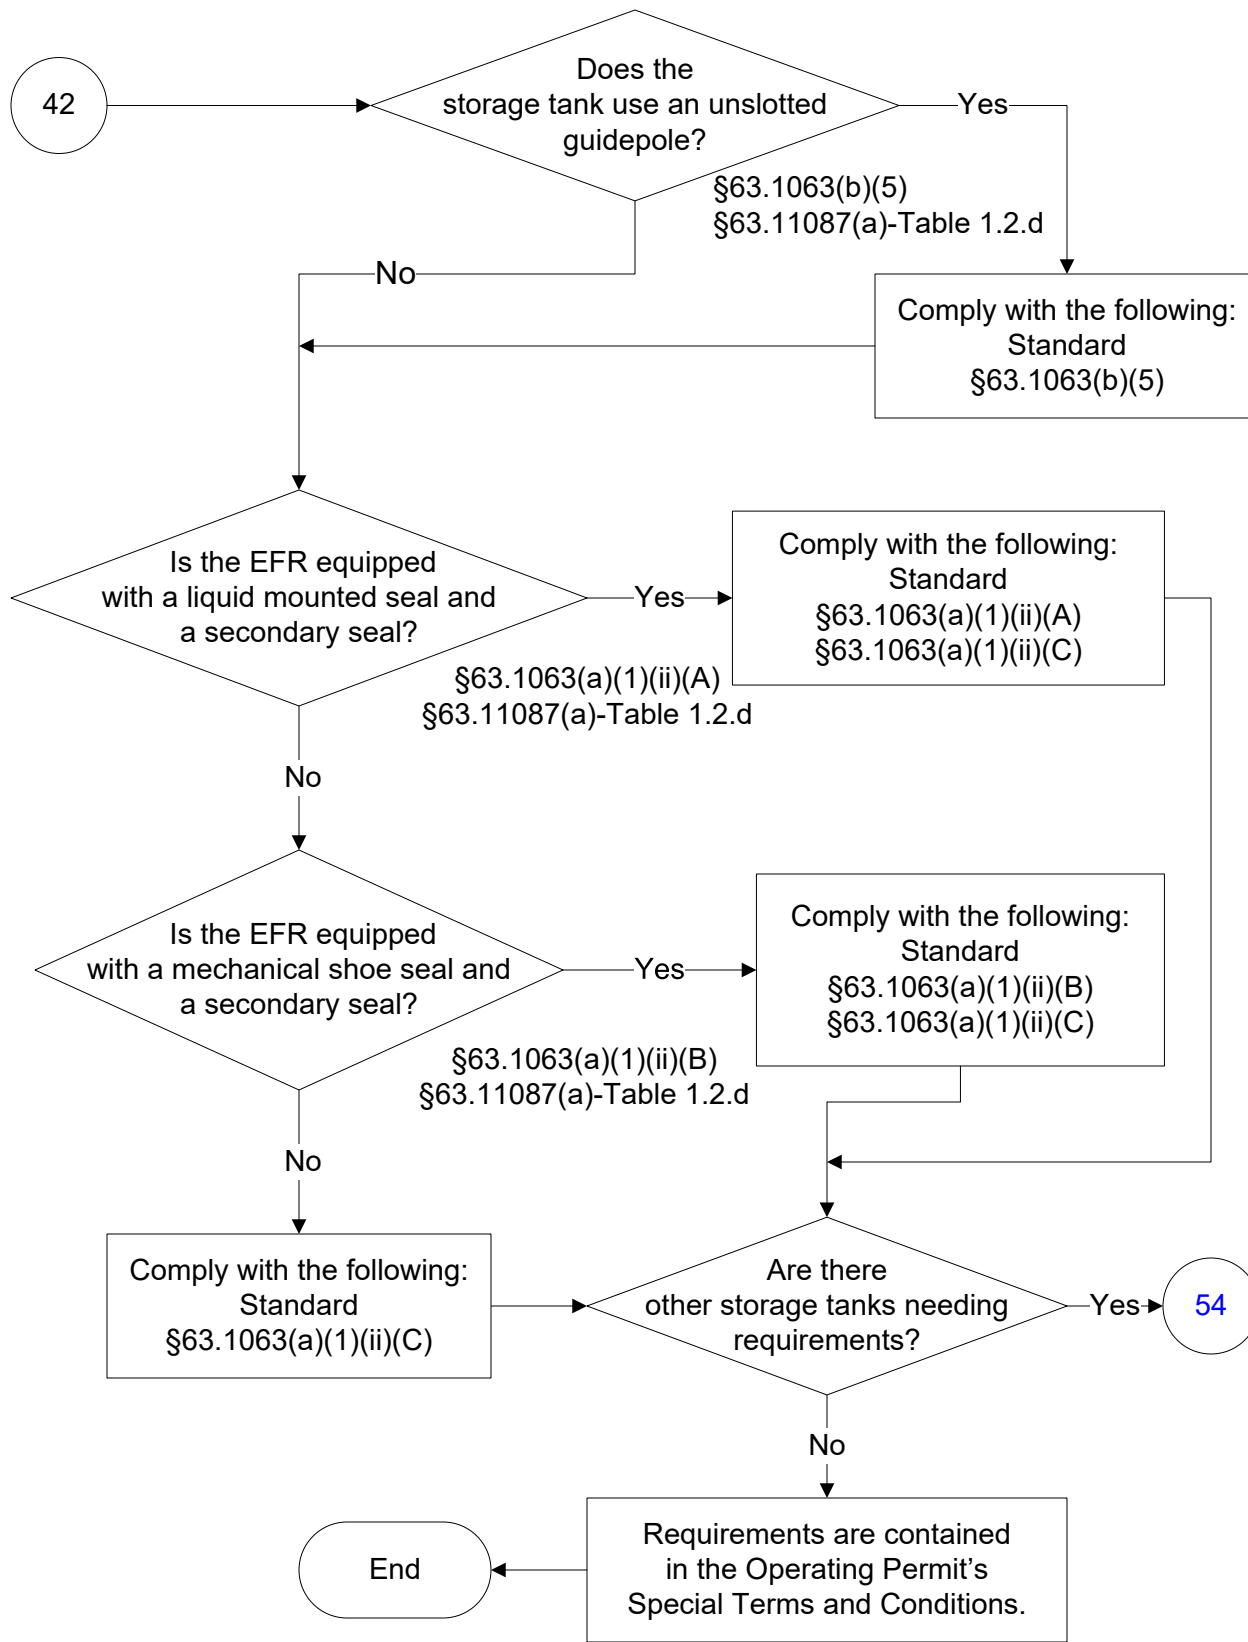 42
Does the
storage tank use an unslotted
guidepole?
Yes
§63.1063(b)(5)
§63.11087(a)-Table 1.2.d
No
Comply with the following:
Standard
§63.1063(b)(5)
Is the EFR equipped
with a liquid mounted seal and
a secondary seal?
Yes
Comply with the following:
Standard
§63.1063(a)(1)(ii)(A)
§63.1063(a)(1)(ii)(C)
§63.1063(a)(1)(ii)(A)
§63.11087(a)-Table 1.2.d
No
Is the EFR equipped
with a mechanical shoe seal and
a secondary seal?
Yes
Comply with the following:
Standard
§63.1063(a)(1)(ii)(B)
§63.1063(a)(1)(ii)(C)
§63.1063(a)(1)(ii)(B)
§63.11087(a)-Table 1.2.d
No
Comply with the following:
Standard
§63.1063(a)(1)(ii)(C)
Are there
other storage tanks needing
requirements?
Yes
54
No
Requirements are contained
in the Operating Permit’s
Special Terms and Conditions.
End